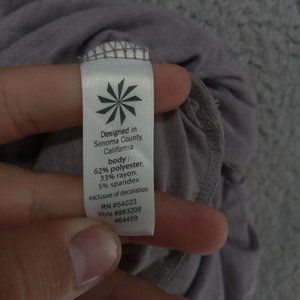 Designed in
Sonoma County,
California
body:
62% polyester,
33% rayon,
5% spandex
exclusive of decoration
RN #54023
Style #983208
#64459